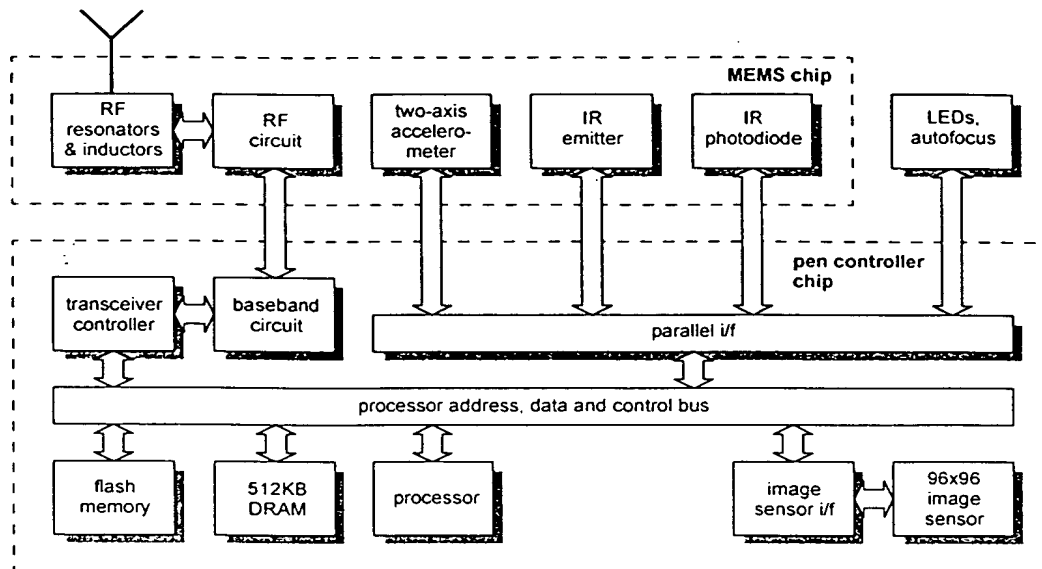 MEMS chip
RF
resonators
& inductors
RF
circuit
two-axis
accelero-
meter
IR
emitter
IR
photodiode
LEDs,
autofocus
pen controller
chip
transceiver
controller
baseband
circuit
parallel i/f
processor address, data and control bus
flash
memory
512KB
DRAM
processor
image
sensor i/f
96x96
image
sensor